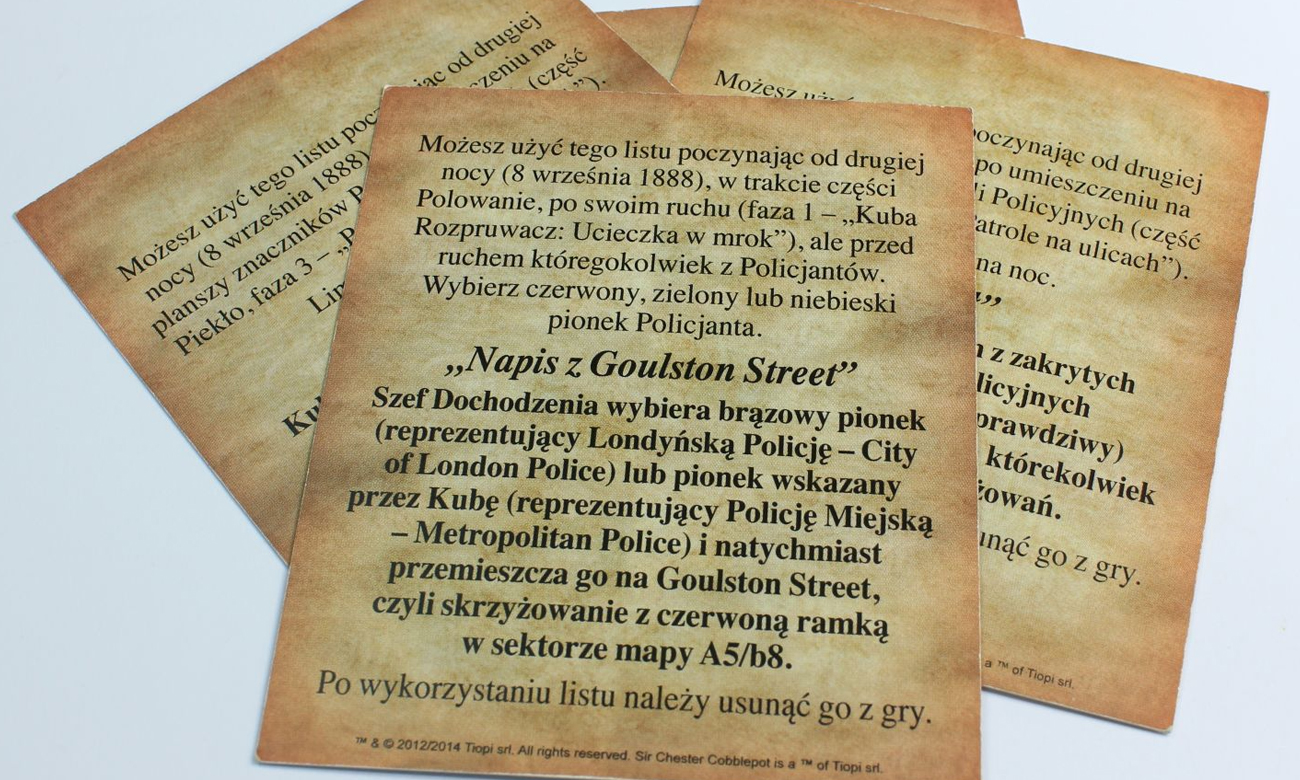 Możesz użyć tego listu poczynając od drugiej
nocy (8 września 1888), w trakcie części
Polowanie, po swoim ruchu (faza 1 – „Kuba
Rozpruwacz: Ucieczka w mrok”), ale przed
ruchem któregokolwiek z Policjantów.
Wybierz czerwony, zielony lub niebieski
pionek Policjanta.
„Napis z Goulston Street”
Szef Dochodzenia wybiera brązowy pionek
(reprezentujący Londyńską Policję – City
of London Police) lub pionek wskazany
przez Kubę (reprezentujący Policję Miejską
– Metropolitan Police) i natychmiast
przemieszcza go na Goulston Street,
czyli skrzyżowanie z czerwoną ramką
w sektorze mapy A5/b8.
Po wykorzystaniu listu należy usunąć go z gry.
™ & © 2012/2014 Tiopi srl. All rights reserved. Sir Chester Cobblepot is a ™ of Tiopi srl.
Możesz użyć tego listu od drugiej
nocy (8 września 1888)
planszy znaczników (część
Piekło, faza 3 –
Możesz
poczynając od drugiej
po umieszczeniu na
Policyjnych (część
Patrole na ulicach”).
na noc.
z zakrytych
prawdziwy)
którekolwiek
go z gry.
a ™ of Tiopi srl.